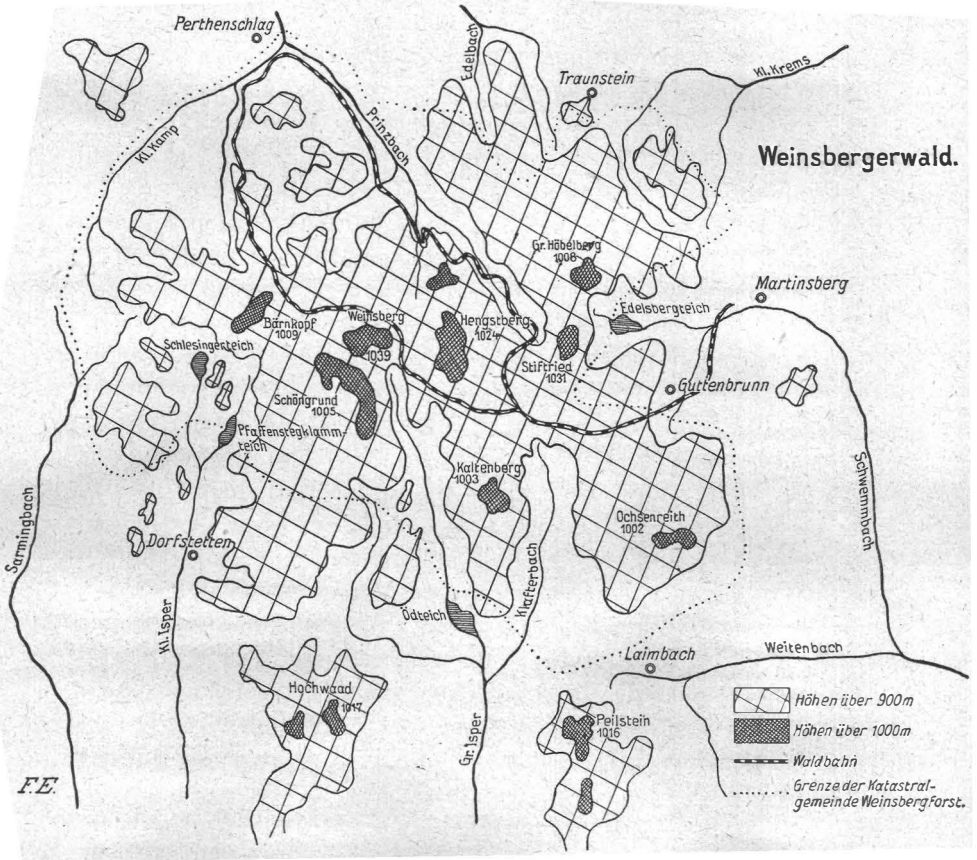 Perthenschlag
Edelbach
Traunstein
Kl. Krems
Kl. Kamp
Prinzbach
Weinsbergerwald.
Gr. Höbelberg
1008
Edelsbergteich
Martinsberg
Bärnkopf
1009
Weinsberg
1039
Hengstberg
1024
Stifried
1031
Schlesingerteich
Guttenbrunn
Schöngrund
1005.
Pfaffenstegklamm-
teich
Kaltenberg
1003
Ochsenreith
1002
Schwemmbach
Sarmingbach
Dorfstetten
Kl. Isper
Ödteich
Klafterbach
Laimbach
Weitenbach
Hochwaad
1017
Gr. Isper
Peilstein
1016
Höhen über 900m
Höhen über 1000m
Waldbahn
Grenze der Katastral-
gemeinde Weinsberg Forst.
F.E.